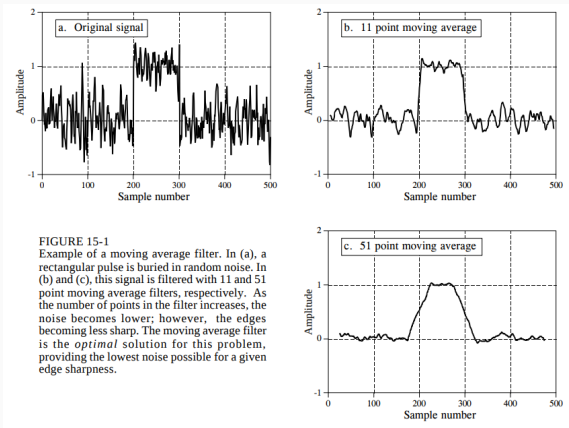 2
a. Original signal
1
Amplitude
0
-1
0 100 200 300 400 500
Sample number
2
b. 11 point moving average
1
Amplitude
0
-1
0 100 200 300 400 500
Sample number
FIGURE 15-1
Example of a moving average filter. In (a), a
rectangular pulse is buried in random noise. In
(b) and (c), this signal is filtered with 11 and 51
point moving average filters, respectively. As
the number of points in the filter increases, the
noise becomes lower; however, the edges
becoming less sharp. The moving average filter
is the optimal solution for this problem,
providing the lowest noise possible for a given
edge sharpness.
2
c. 51 point moving average
1
Amplitude
0
-1
0 100 200 300 400 500
Sample number